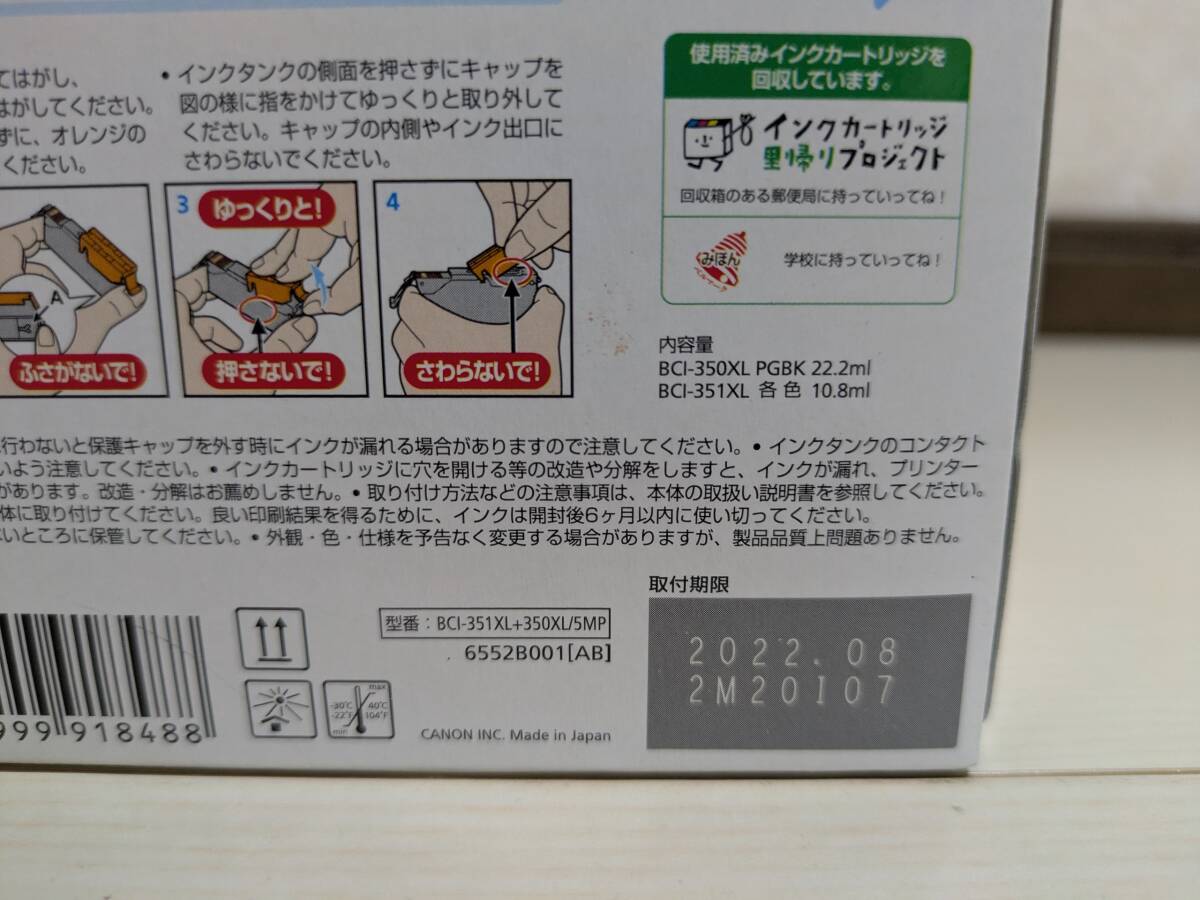 てはがし、
はがしてください。
ずに、オレンジの
ください。
• インクタンクの側面を押さずにキャップを
図の様に指をかけてゆっくりと取り外して
ください。キャップの内側やインク出口に
さわらないでください。
A
ふさがないで!
3 ゆっくりと!
押さないで!
4
さわらないで!
使用済みインクカートリッジを
回収しています。
インクカートリッジ
里帰りプロジェクト
回収箱のある郵便局に持っていってね!
みほん
ベルマーク
学校に持っていってね!
内容量
BCI-350XL PGBK 22.2ml
BCI-351XL 各色 10.8ml
行わないと保護キャップを外す時にインクが漏れる場合がありますので注意してください。• インクタンクのコンタクト
いよう注意してください。• インクカートリッジに穴を開ける等の改造や分解をしますと、インクが漏れ、プリンター
があります。改造・分解はお薦めしません。• 取り付け方法などの注意事項は、本体の取扱い説明書を参照してください。
体に取り付けてください。良い印刷結果を得るために、インクは開封後6ヶ月以内に使い切ってください。
いところに保管してください。• 外観・色・仕様を予告なく変更する場合がありますが、製品品質上問題ありません。
取付期限
2022.08
2M20107
型番：BCI-351XL+350XL/5MP
6552B001[AB]
max
-30℃ 40℃
-22°F 104°F
min
999 918488
CANON INC. Made in Japan